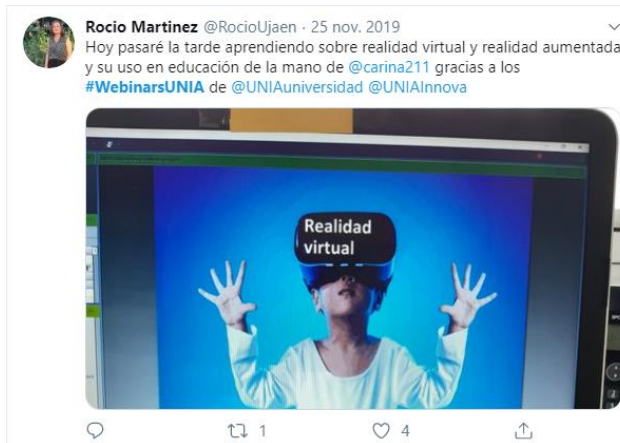 Rocio Martinez @RocioUjaen · 25 nov. 2019
Hoy pasaré la tarde aprendiendo sobre realidad virtual y realidad aumentada
y su uso en educación de la mano de @carina211 gracias a los
#WebinarsUNIA de @UNIAuniversidad @UNIAInnova
Realidad
virtual
1
4